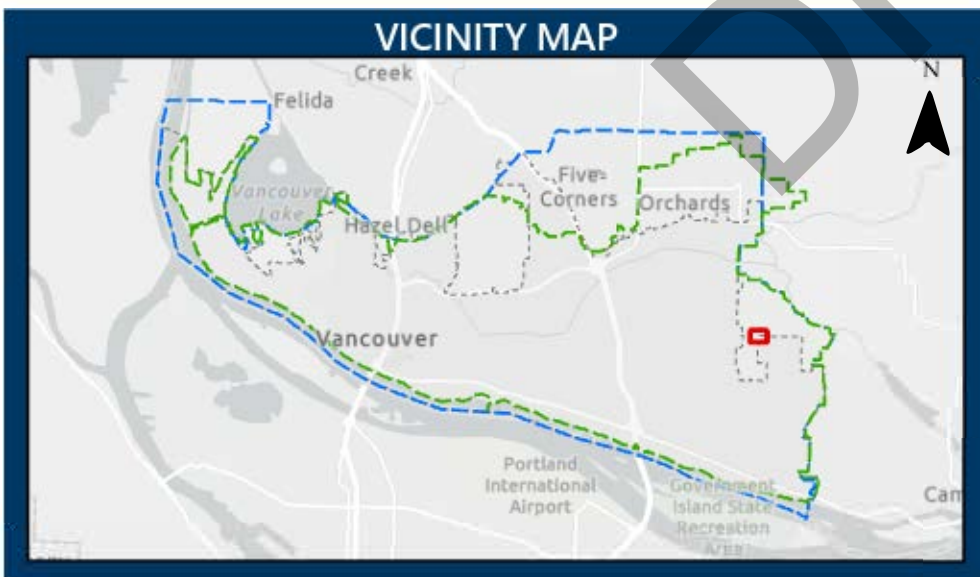 VICINITY MAP
N
Creek
Felida
Vancouver
Lake
Five
Corners
Orchards
Hazel Dell
Vancouver
Portland
International
Airport
Government
Island State
Recreation
Area
Cam